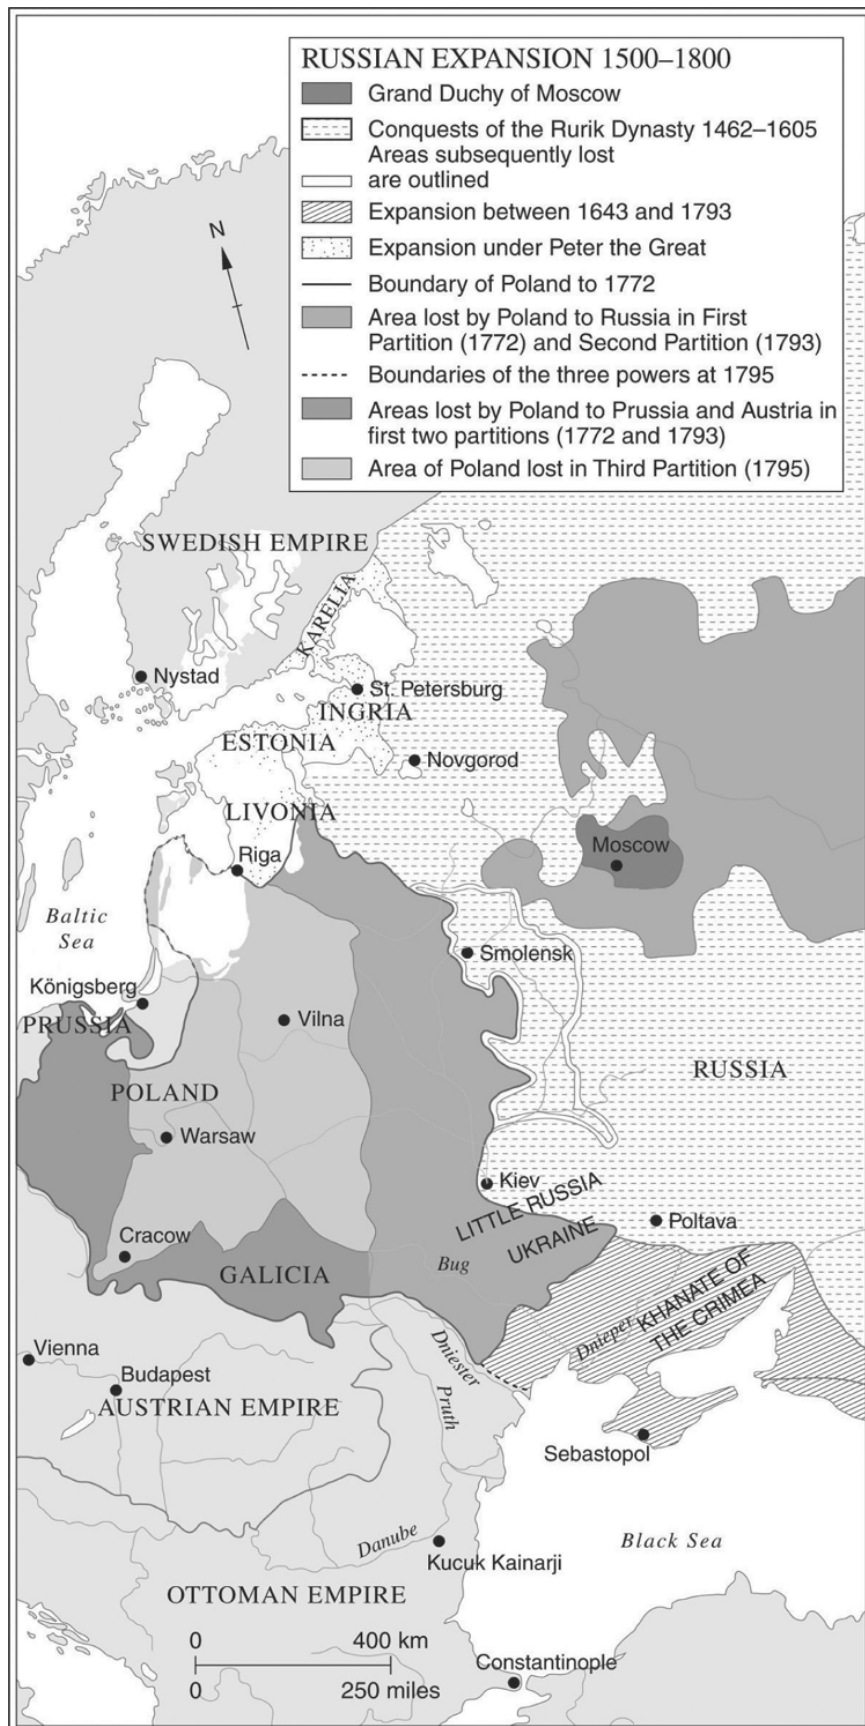 RUSSIAN EXPANSION 1500–1800
Grand Duchy of Moscow
Conquests of the Rurik Dynasty 1462–1605
Areas subsequently lost
are outlined
Expansion between 1643 and 1793
Expansion under Peter the Great
Boundary of Poland to 1772
Area lost by Poland to Russia in First
Partition (1772) and Second Partition (1793)
Boundaries of the three powers at 1795
Areas lost by Poland to Prussia and Austria in
first two partitions (1772 and 1793)
Area of Poland lost in Third Partition (1795)
N
SWEDISH EMPIRE
KARELIA
Nystad
St. Petersburg
INGRIA
ESTONIA
Novgorod
LIVONIA
Riga
Moscow
Baltic
Sea
Smolensk
Königsberg
PRUSSIA
Vilna
RUSSIA
POLAND
Warsaw
Kiev
LITTLE RUSSIA
Poltava
UKRAINE
Cracow
GALICIA
Bug
KHANATE OF
THE CRIMEA
Dnieper
Vienna
Dniester
Budapest
Pruth
AUSTRIAN EMPIRE
Sebastopol
Danube
Black Sea
Kucuk Kainarji
OTTOMAN EMPIRE
0 400 km
0 250 miles
Constantinople